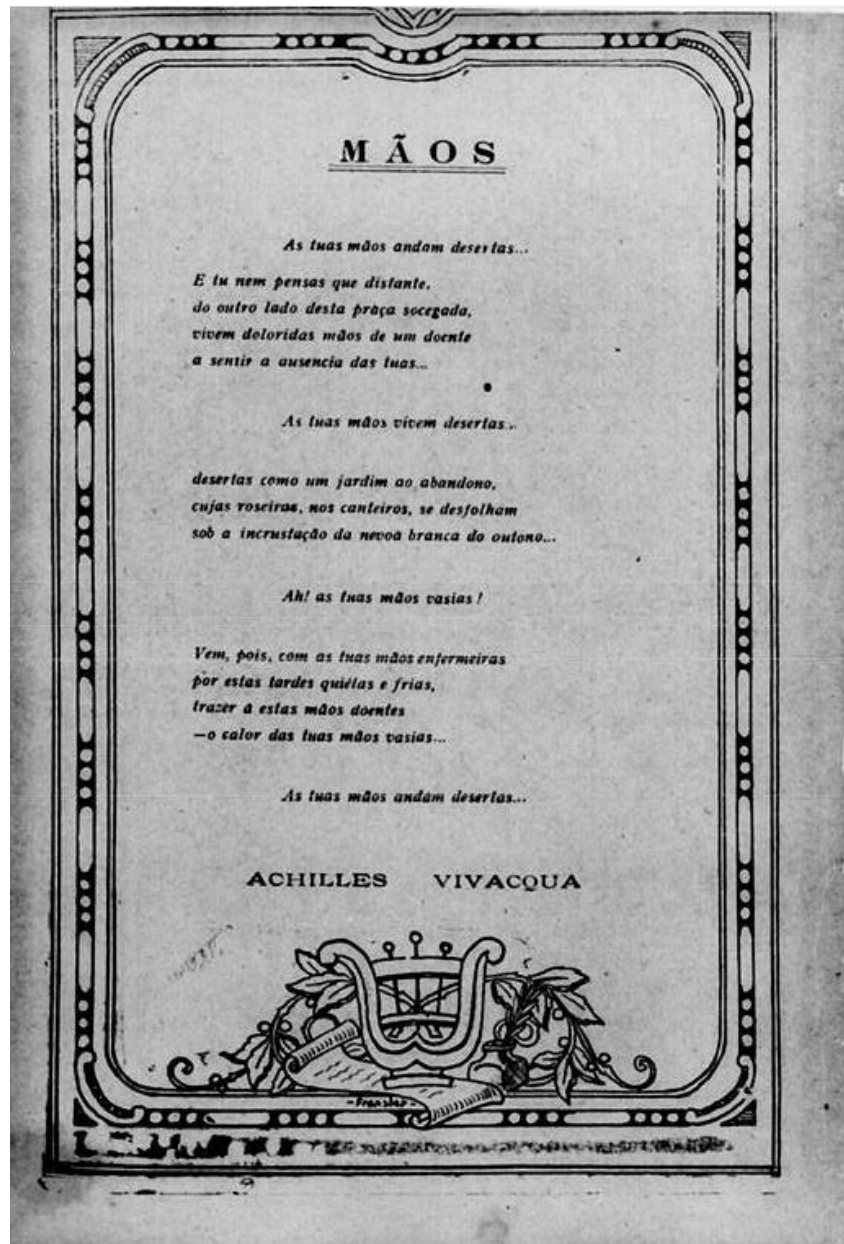 MÃOS
As tuas mãos andam desertas...
E tu nem pensas que distante,
do outro lado desta praça socegada,
vivem doloridas mãos de um doente
a sentir a ausencia das tuas...
As tuas mãos vivem desertas...
desertas como um jardim ao abandono,
cujas roseiras, nos canteiros, se desfolham
sob a incrustação da nevoa branca do outono...
Ah! as tuas mãos vasias!
Vem, pois, com as tuas mãos enfermeiras
por estas tardes quiétas e frias,
trazer á estas mãos doentes
—o calor das tuas mãos vasias...
As tuas mãos andam desertas...
ACHILLES VIVACQUA